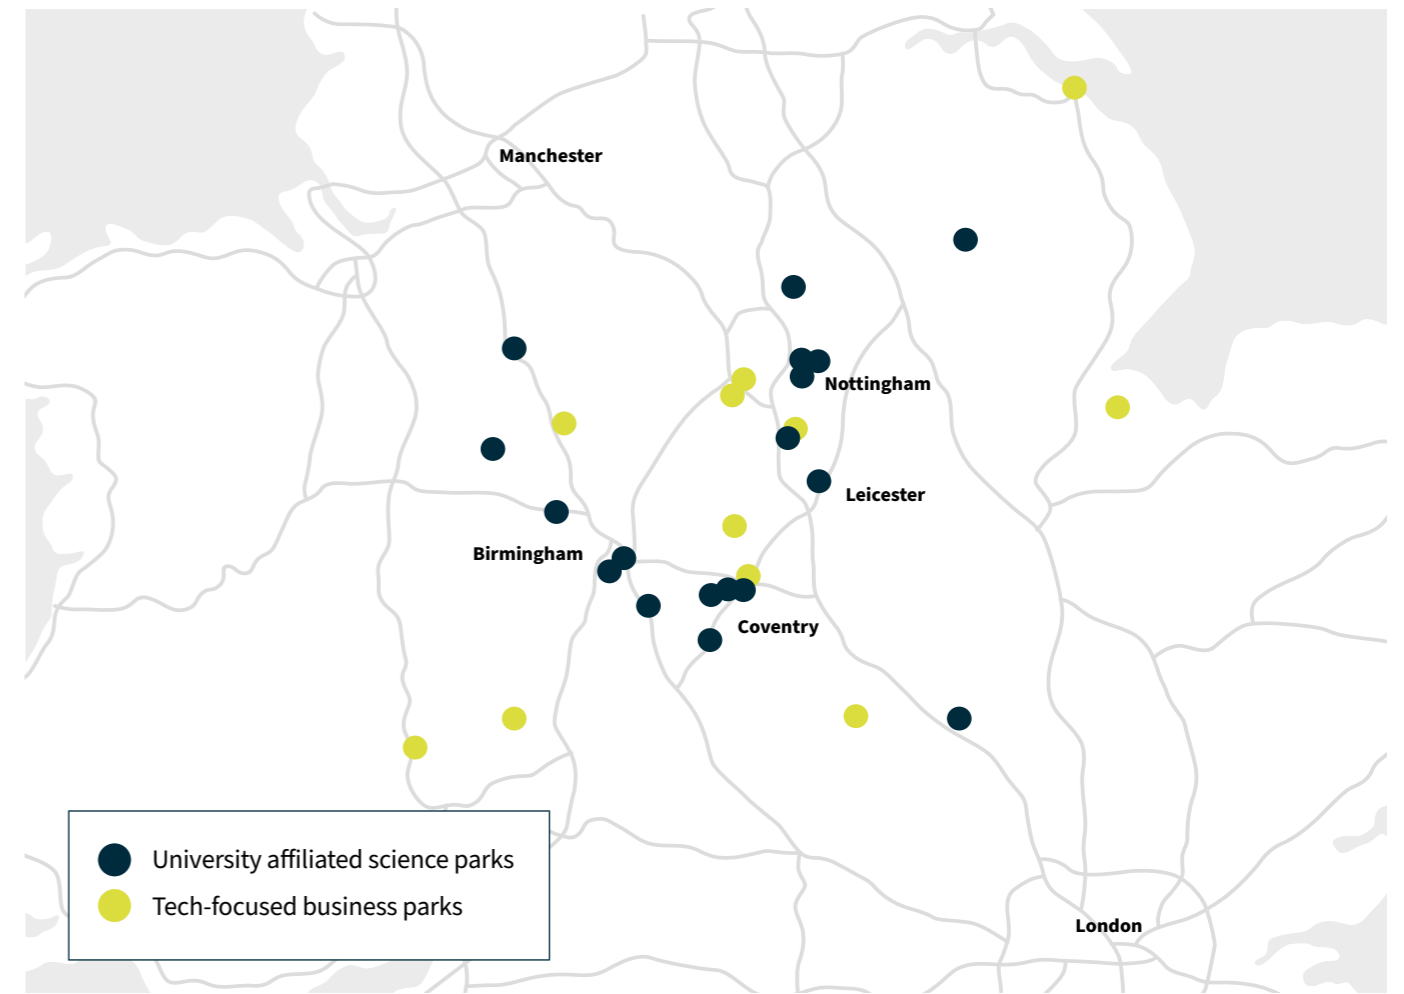 Manchester
Nottingham
Leicester
Birmingham
Coventry
University affiliated science parks
Tech-focused business parks
London